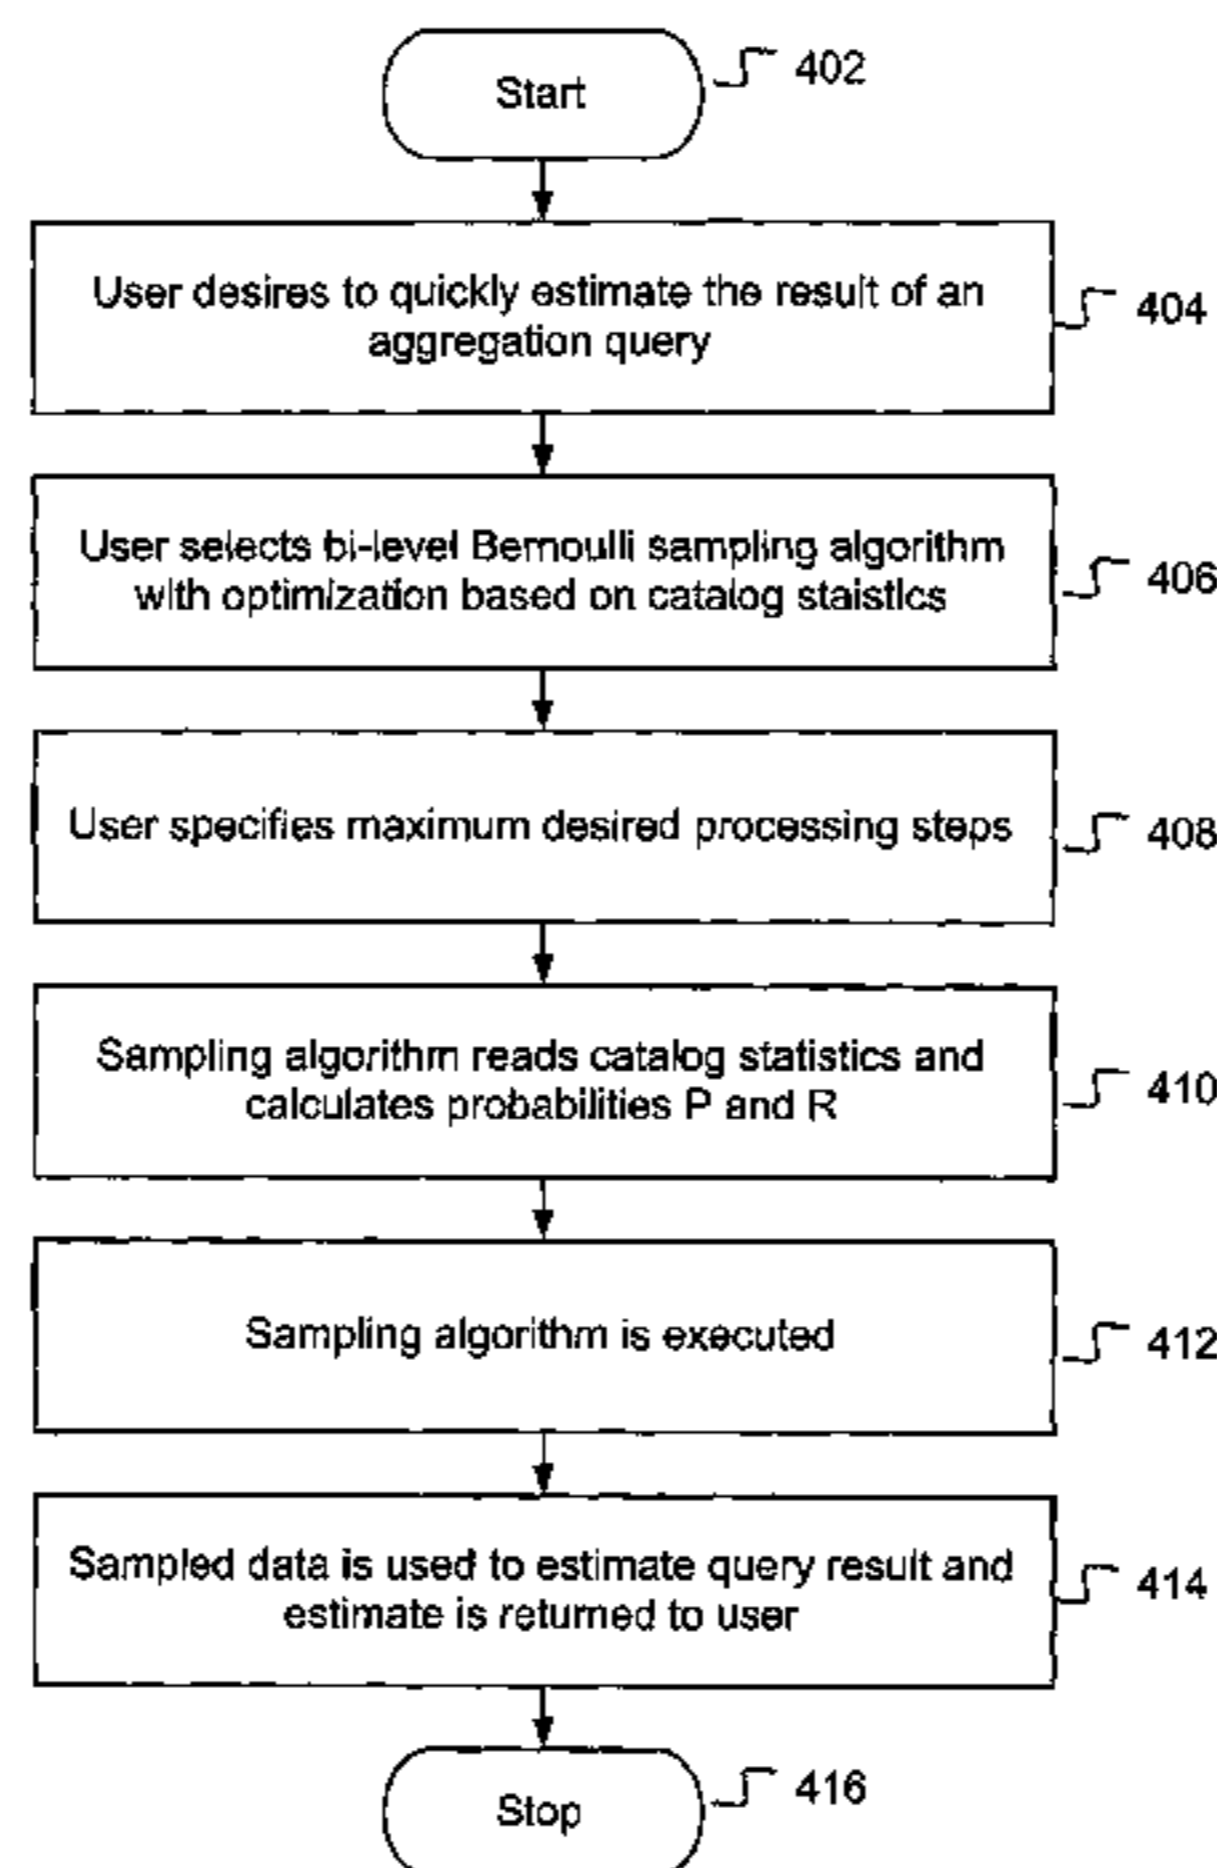 Start
402
User desires to quickly estimate the result of an
aggregation query
404
User selects bi-level Bernoulli sampling algorithm
with optimization based on catalog staistics
406
User specifies maximum desired processing steps
408
Sampling algorithm reads catalog statistics and
calculates probabilities P and R
410
Sampling algorithm is executed
412
Sampled data is used to estimate query result and
estimate is returned to user
414
Stop
416